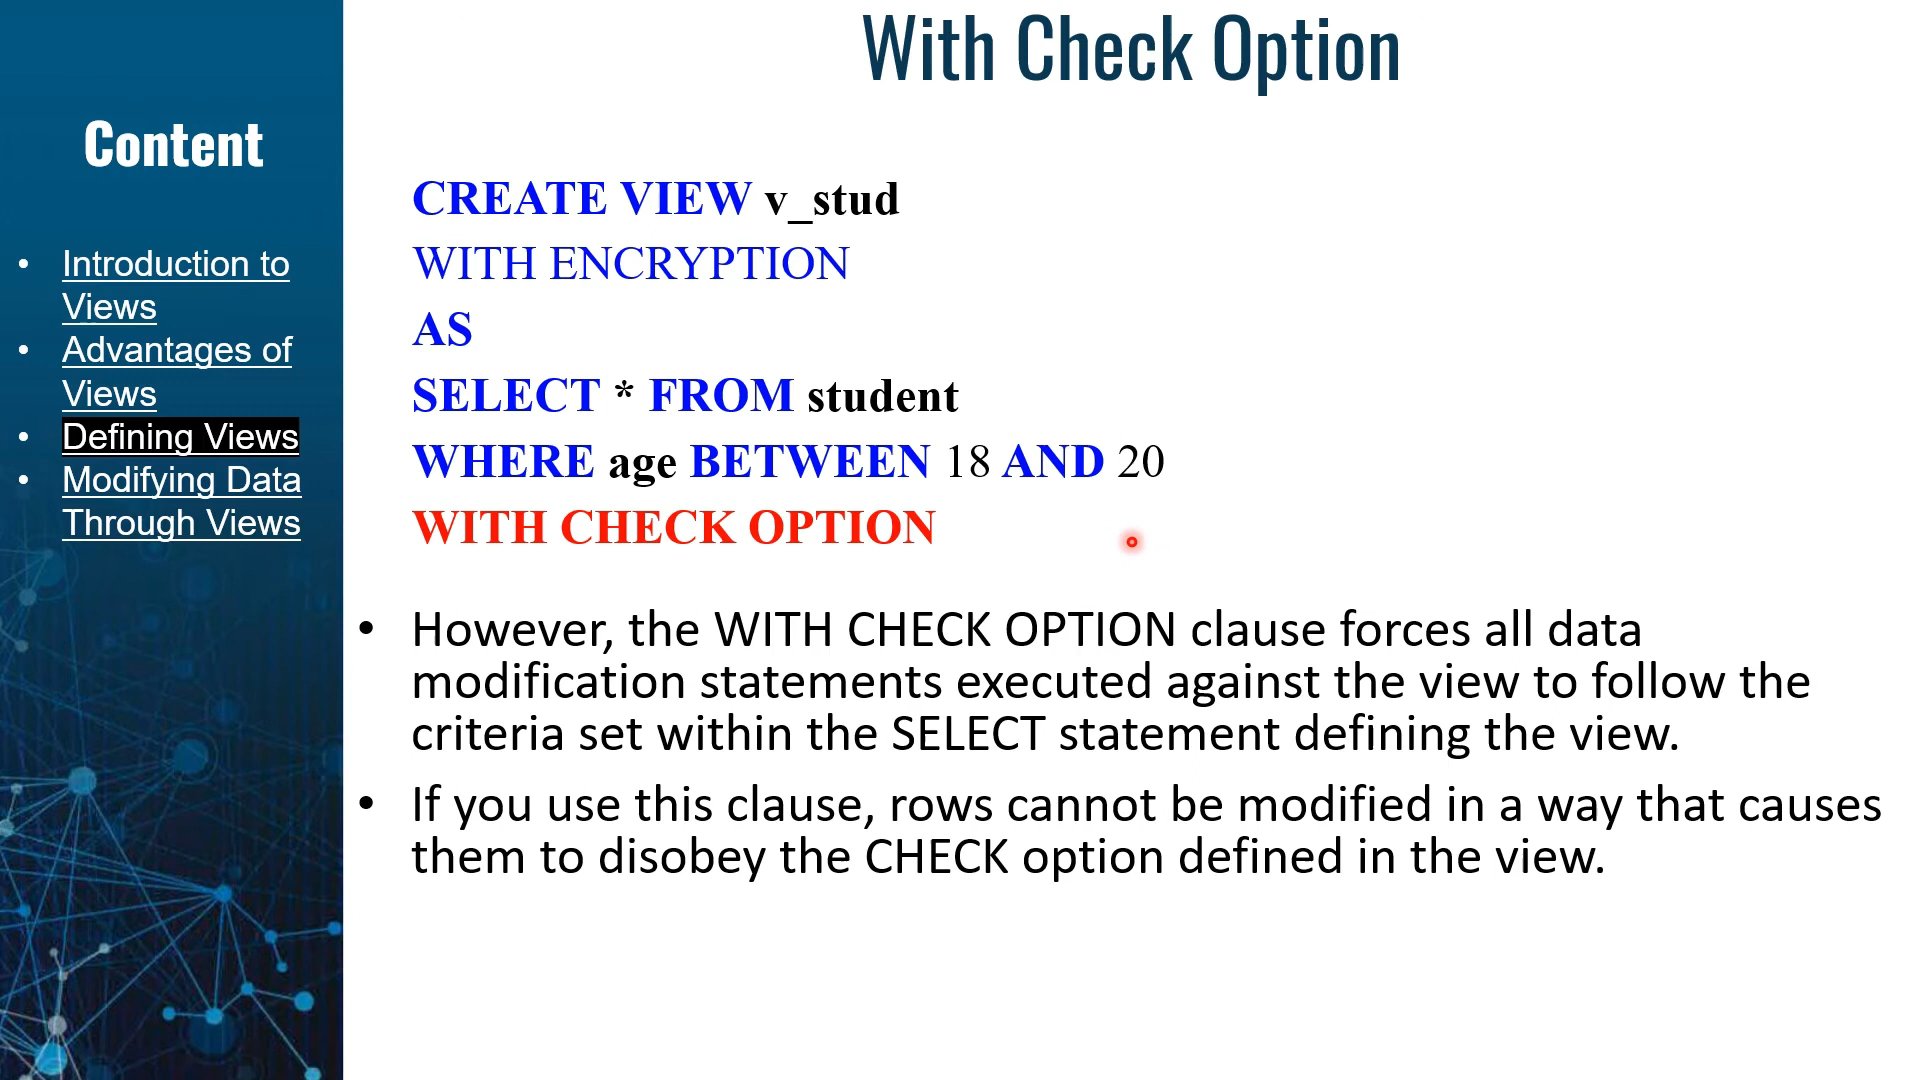 With Check Option
Content
• Introduction to
Views
• Advantages of
Views
• Defining Views
• Modifying Data
Through Views
CREATE VIEW v_stud
WITH ENCRYPTION
AS
SELECT * FROM student
WHERE age BETWEEN 18 AND 20
WITH CHECK OPTION
• However, the WITH CHECK OPTION clause forces all data
modification statements executed against the view to follow the
criteria set within the SELECT statement defining the view.
• If you use this clause, rows cannot be modified in a way that causes
them to disobey the CHECK option defined in the view.